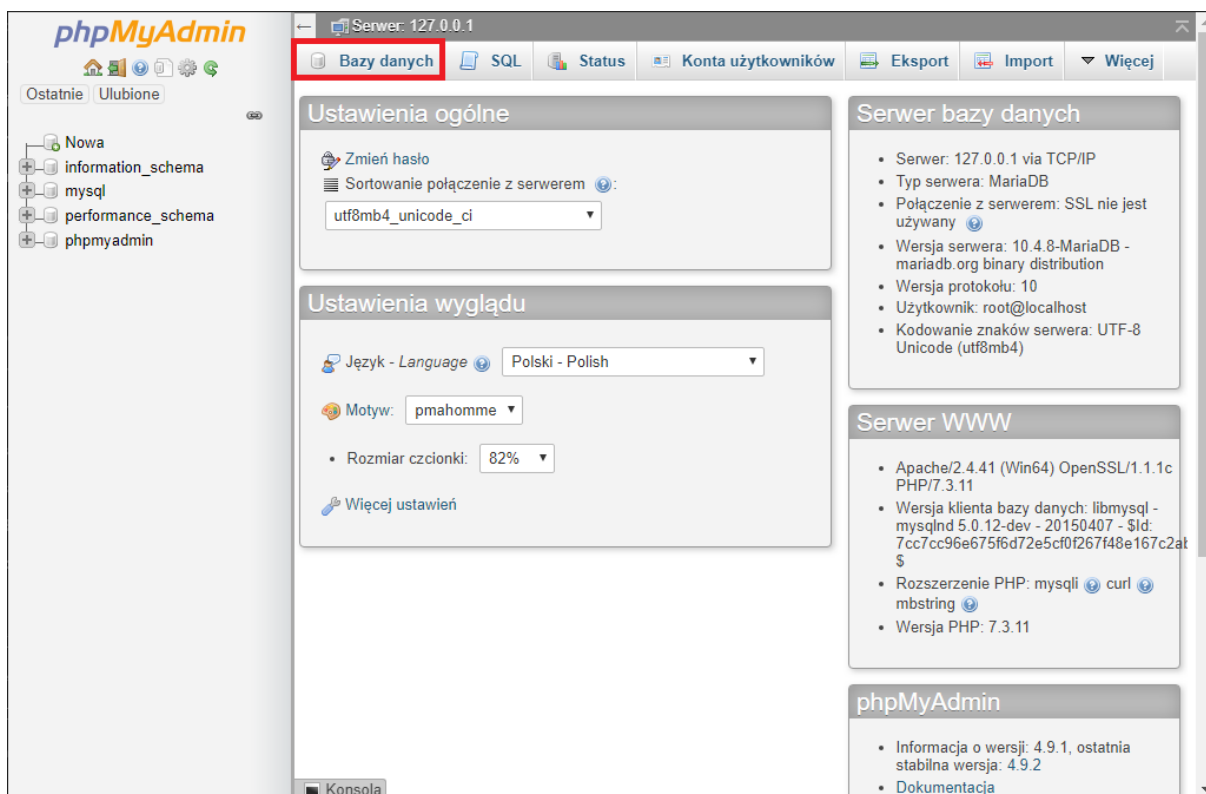 phpMyAdmin
Ostatnie Ulubione
Nowa
information_schema
mysql
performance_schema
phpmyadmin
Serwer: 127.0.0.1
Bazy danych SQL Status Konta użytkowników Eksport Import Więcej
Ustawienia ogólne
Zmień hasło
Sortowanie połączenie z serwerem :
utf8mb4_unicode_ci
Ustawienia wyglądu
Język - Language Polski - Polish
Motyw: pmahomme
Rozmiar czcionki: 82%
Więcej ustawień
Konsola
Serwer bazy danych
Serwer: 127.0.0.1 via TCP/IP
Typ serwera: MariaDB
Połączenie z serwerem: SSL nie jest
używany
Wersja serwera: 10.4.8-MariaDB -
mariadb.org binary distribution
Wersja protokołu: 10
Użytkownik: root@localhost
Kodowanie znaków serwera: UTF-8
Unicode (utf8mb4)
Serwer WWW
Apache/2.4.41 (Win64) OpenSSL/1.1.1c
PHP/7.3.11
Wersja klienta bazy danych: libmysql -
mysqlnd 5.0.12-dev - 20150407 - $Id:
7cc7cc96e675f6d72e5cf0f267f48e167c2ab
$
Rozszerzenie PHP: mysqli curl
mbstring
Wersja PHP: 7.3.11
phpMyAdmin
Informacja o wersji: 4.9.1, ostatnia
stabilna wersja: 4.9.2
Dokumentacja